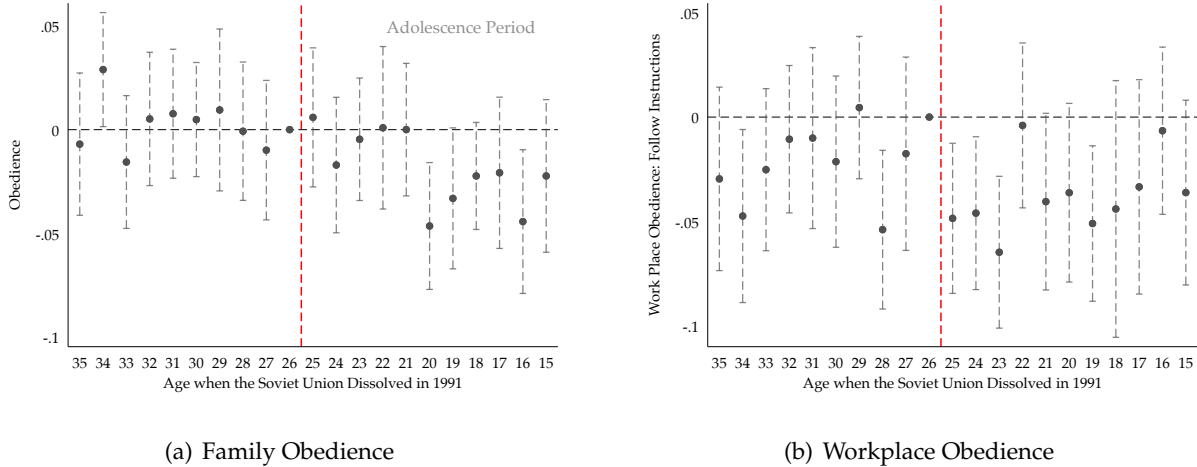 Adolescence Period
.05
0
-.05
-.1
Obedience
35 34 33 32 31 30 29 28 27 26 25 24 23 22 21 20 19 18 17 16 15
Age when the Soviet Union Dissolved in 1991
(a) Family Obedience
.05
0
-.05
-.1
Work Place Obedience: Follow Instructions
35 34 33 32 31 30 29 28 27 26 25 24 23 22 21 20 19 18 17 16 15
Age when the Soviet Union Dissolved in 1991
(b) Workplace Obedience